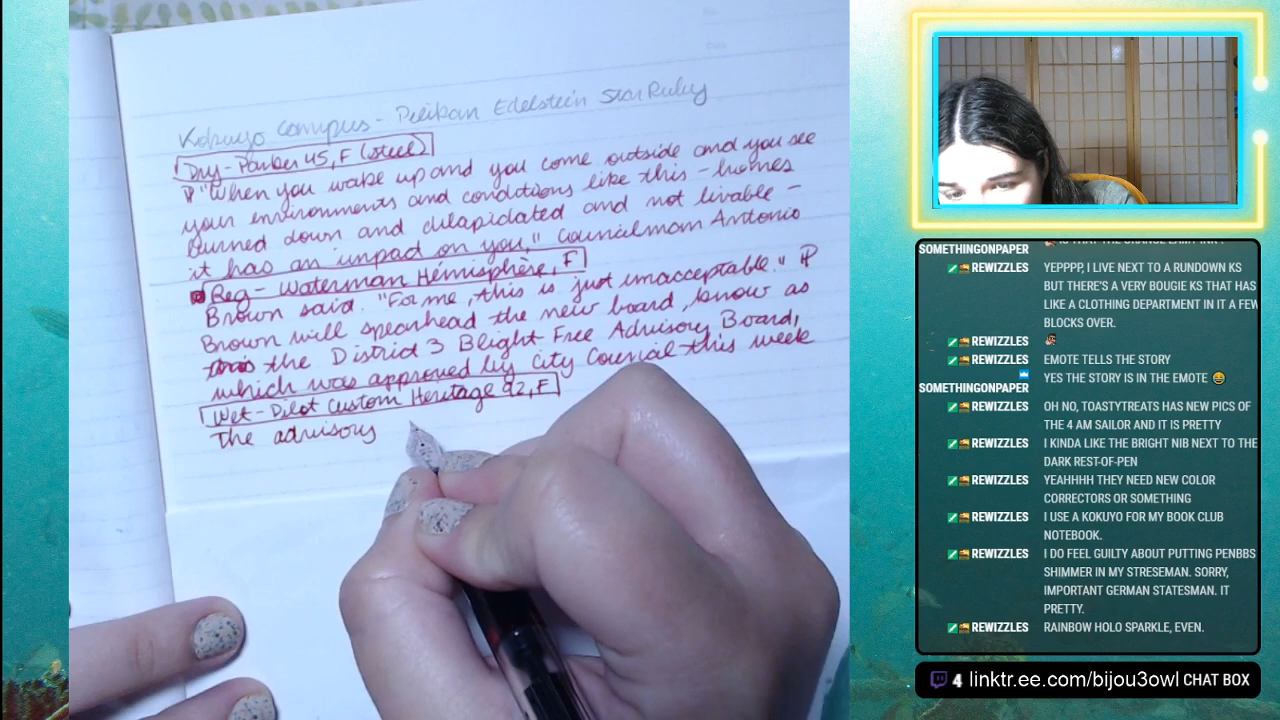 Kokuyo Campus - Pelikan Edelstein Star Ruby
Dry - Parker 45, F (steel)
"When you wake up and you come outside and you see
your environments and conditions like this - homes
burned down and dilapidated and not livable -
it has an impact on you," Councilman Antonio
Reg - Waterman Hémisphère, F
Brown said. "For me, this is just unacceptable."
Brown will spearhead the new board, know as
the District 3 Blight Free Advisory Board,
which was approved by City Council this week
Wet - Pilot Custom Heritage 92, F
The advisory
SOMETHINGONPAPER
REWIZZLES YEPPPP, I LIVE NEXT TO A RUNDOWN KS
BUT THERE'S A VERY BOUGIE KS THAT HAS
LIKE A CLOTHING DEPARTMENT IN IT A FEW
BLOCKS OVER.
REWIZZLES
REWIZZLES EMOTE TELLS THE STORY
SOMETHINGONPAPER YES THE STORY IS IN THE EMOTE
REWIZZLES OH NO, TOASTYTREATS HAS NEW PICS OF
THE 4 AM SAILOR AND IT IS PRETTY
REWIZZLES I KINDA LIKE THE BRIGHT NIB NEXT TO THE
DARK REST-OF-PEN
REWIZZLES YEAHHHH THEY NEED NEW COLOR
CORRECTORS OR SOMETHING
REWIZZLES I USE A KOKUYO FOR MY BOOK CLUB
NOTEBOOK.
REWIZZLES I DO FEEL GUILTY ABOUT PUTTING PENBBS
SHIMMER IN MY STRESEMAN. SORRY,
IMPORTANT GERMAN STATESMAN. IT
PRETTY.
REWIZZLES RAINBOW HOLO SPARKLE, EVEN.
4 linktr.ee.com/bijou3owl CHAT BOX